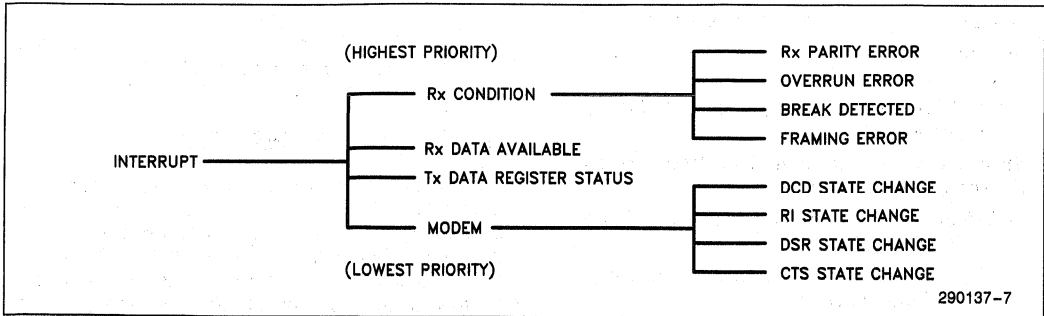 (HIGHEST PRIORITY)
Rx PARITY ERROR
OVERRUN ERROR
Rx CONDITION
BREAK DETECTED
FRAMING ERROR
Rx DATA AVAILABLE
INTERRUPT
Tx DATA REGISTER STATUS
DCD STATE CHANGE
RI STATE CHANGE
MODEM
DSR STATE CHANGE
(LOWEST PRIORITY)
CTS STATE CHANGE
290137-7